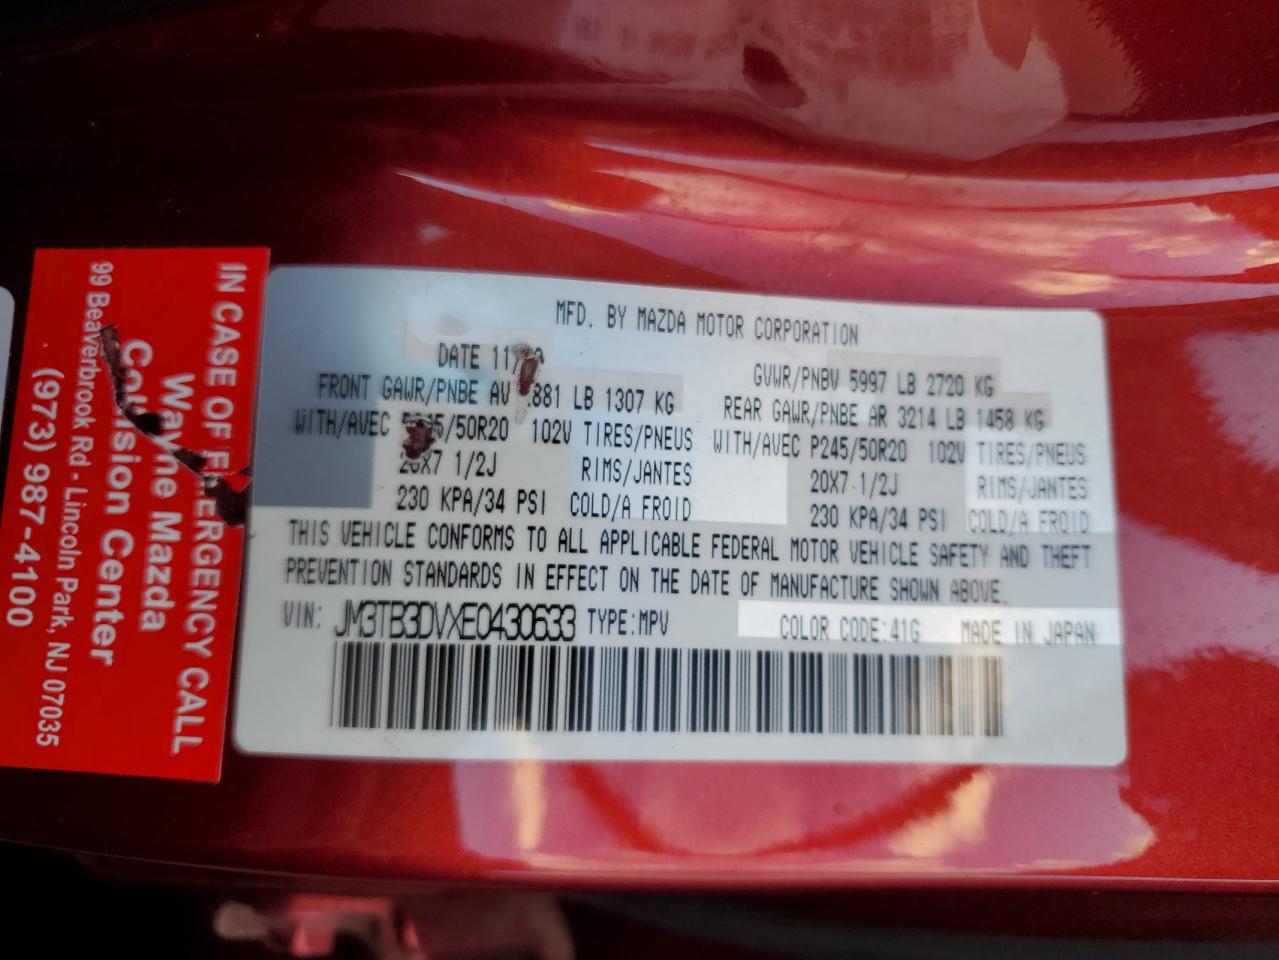 MFD. BY MAZDA MOTOR CORPORATION
DATE
GVWR/PNBV 5997 LB 2720 KG
FRONT GAWR/PNBE AV LB 1307 KG
REAR GAWR/PNBE AR 3214 LB 1458 KG
WITH/AVEC 102V TIRES/PNEUS
WITH/AVEC P245/50R20 102V TIRES/PNEUS
20X7 1/2J RIMS/JANTES
20X7 1/2J RIMS/JANTES
230 KPA/34 PSI COLD/A FROID
230 KPA/34 PSI COLD/A FROID
THIS VEHICLE CONFORMS TO ALL APPLICABLE FEDERAL MOTOR VEHICLE SAFETY AND THEFT
PREVENTION STANDARDS IN EFFECT ON THE DATE OF MANUFACTURE SHOWN ABOVE.
VIN: JM3TB3DVXE0430633 TYPE:MPV COLOR CODE:41G MADE IN JAPAN
IN CASE OF EMERGENCY CALL
Wayne Mazda
Collision Center
99 Beaverbrook Rd - Lincoln Park, NJ 07035
(973) 987-4100